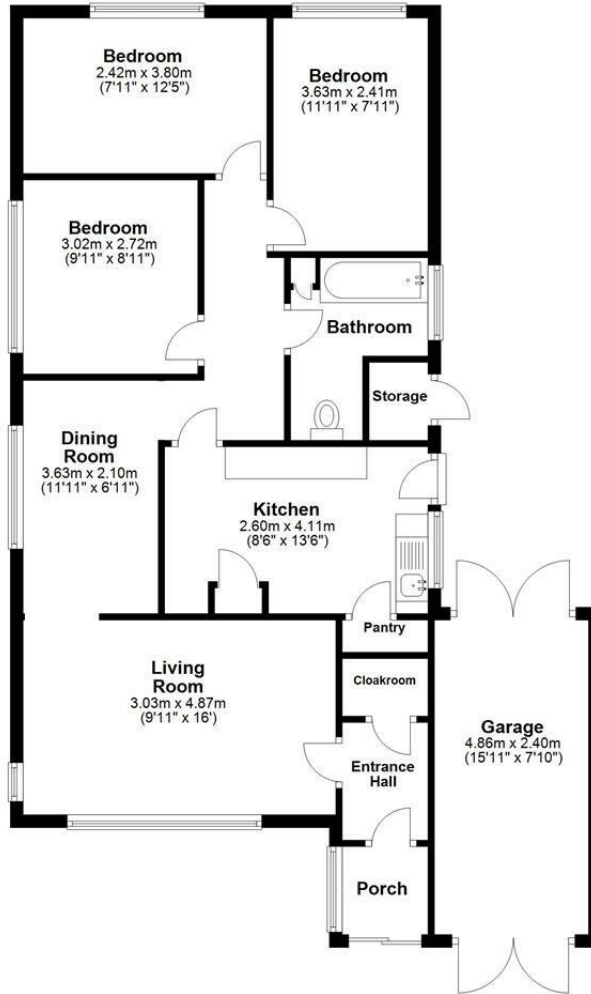 Bedroom
2.42m x 3.80m
(7'11" x 12'5")
Bedroom
3.63m x 2.41m
(11'11" x 7'11")
Bedroom
3.02m x 2.72m
(9'11" x 8'11")
Bathroom
Storage
Dining
Room
3.63m x 2.10m
(11'11" x 6'11")
Kitchen
2.60m x 4.11m
(8'6" x 13'6")
Pantry
Living
Room
3.03m x 4.87m
(9'11" x 16')
Cloakroom
Entrance
Hall
Garage
4.86m x 2.40m
(15'11" x 7'10")
Porch